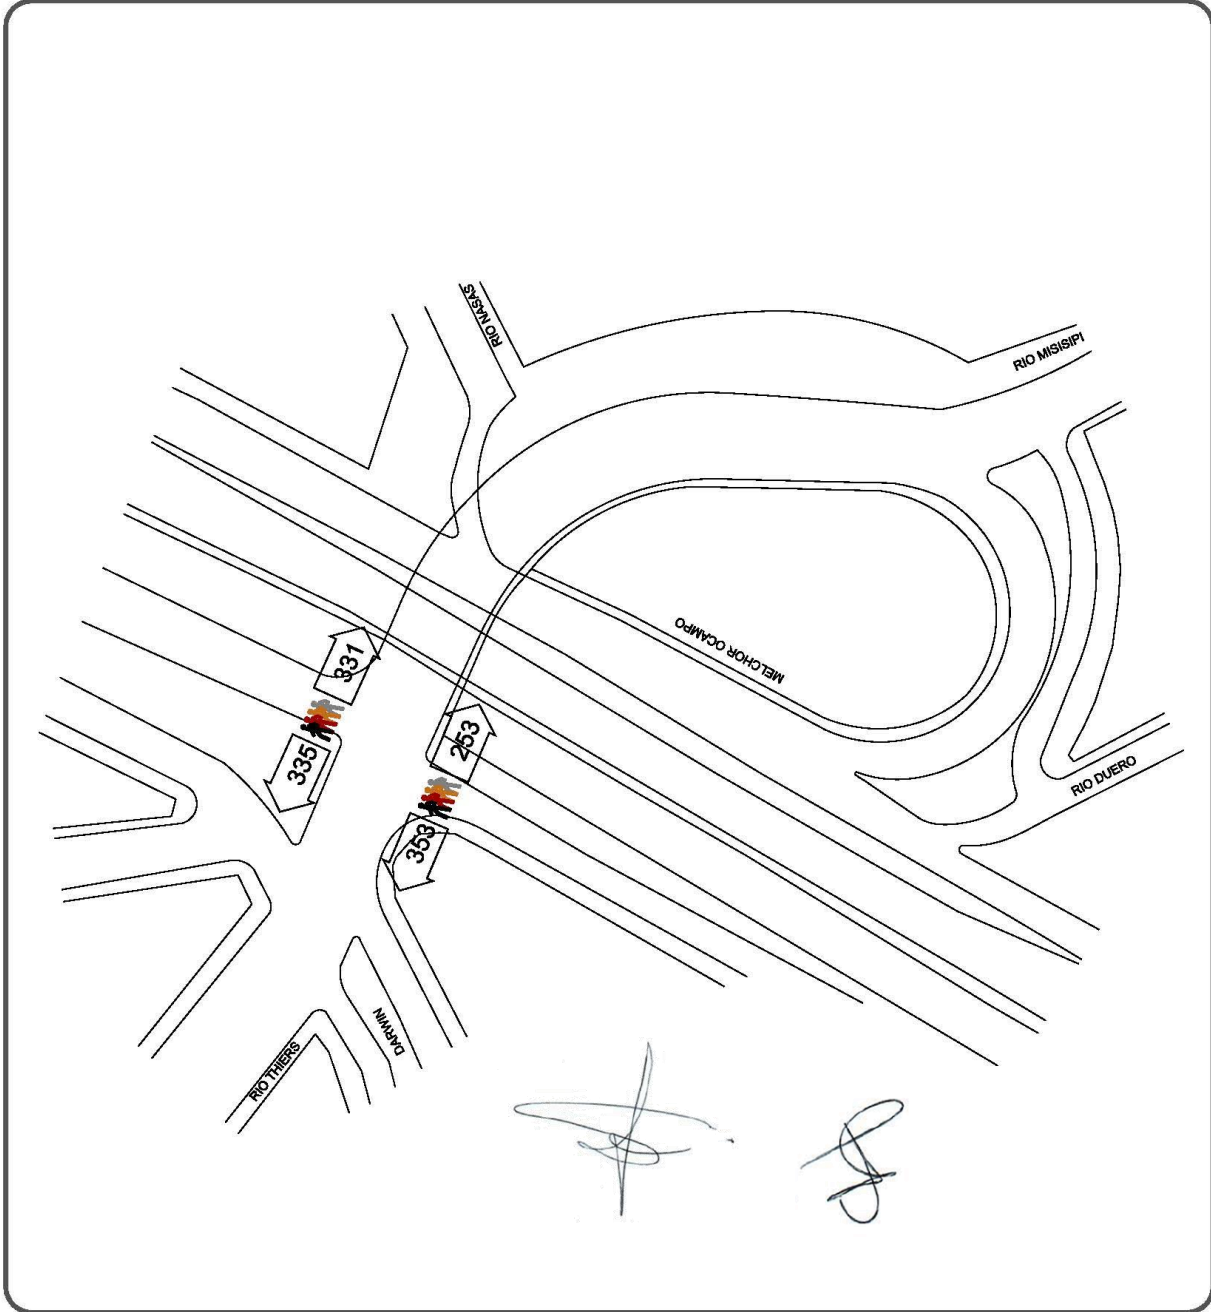 RIO NASAS
RIO MISISIPI
MELCHOR OCAMPO
331
335
253
353
RIO DUERO
DARWIN
RIO THIERS